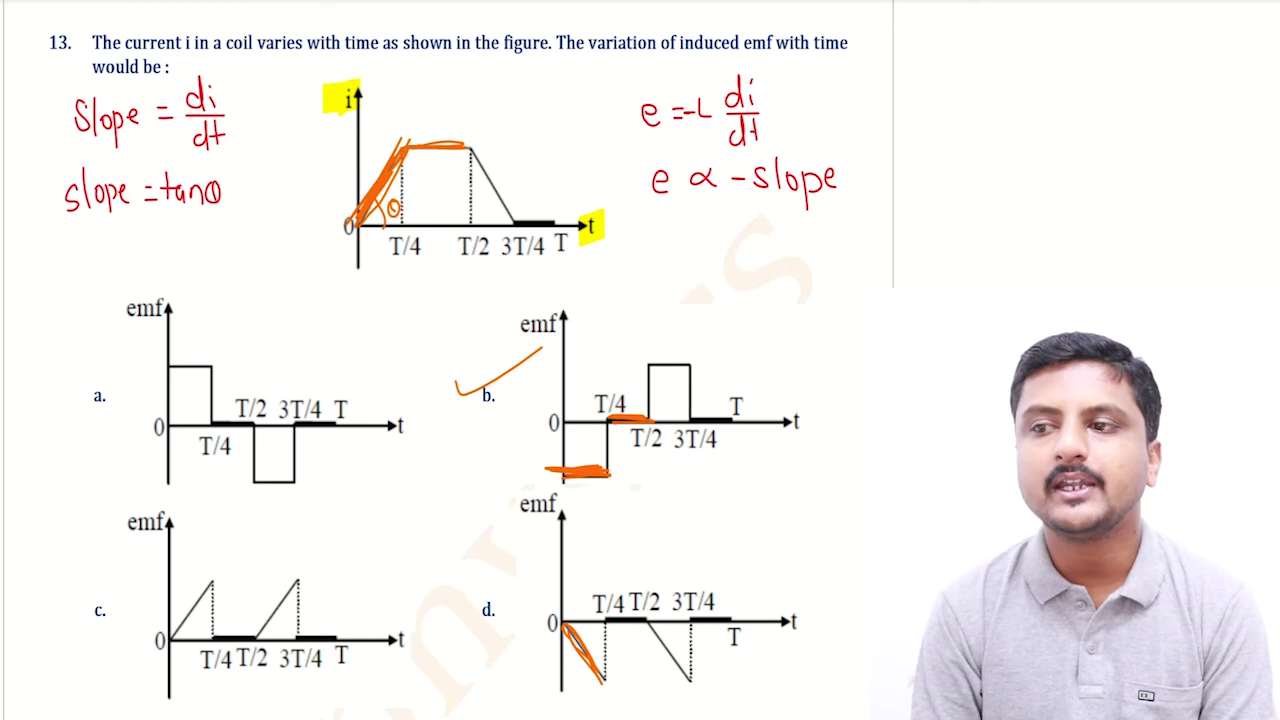 13. The current i in a coil varies with time as shown in the figure. The variation of induced emf with time
would be :
Slope = di/dt
slope = tanθ
i
θ
0
t
T/4 T/2 3T/4 T
e = -L di/dt
e ∝ - slope
a.
emf
0
T/2 3T/4 T
t
T/4
b.
emf
T/4 T
0
t
T/2 3T/4
c.
emf
0
t
T/4 T/2 3T/4 T
d.
emf
T/4 T/2 3T/4
0
t
T